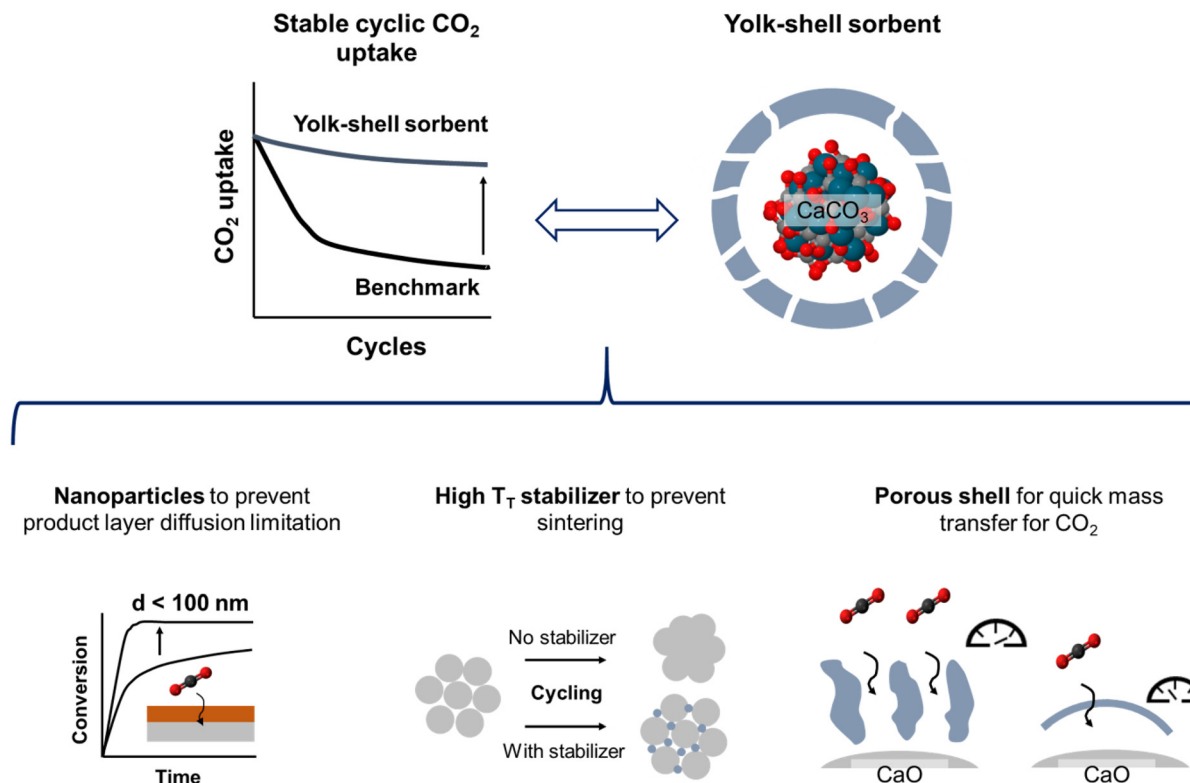 Stable cyclic CO₂
uptake
Yolk-shell sorbent
CO₂ uptake
Yolk-shell sorbent
Benchmark
Cycles
CaCO₃
Nanoparticles to prevent
product layer diffusion limitation
High T_T stabilizer to prevent
sintering
Porous shell for quick mass
transfer for CO₂
Conversion
d < 100 nm
Time
No stabilizer
Cycling
With stabilizer
CaO
CaO